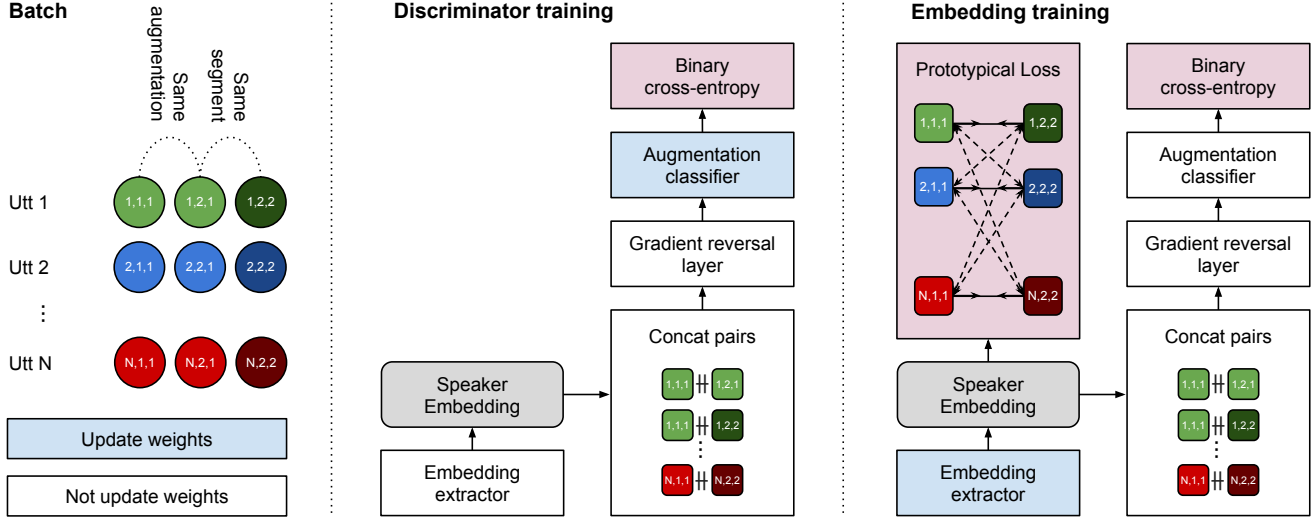 Batch
augmentation
Same
segment
Same
Utt 1
1,1,1
1,2,1
1,2,2
Utt 2
2,1,1
2,2,1
2,2,2
⋮
Utt N
N,1,1
N,2,1
N,2,2
Update weights
Not update weights
Discriminator training
Binary
cross-entropy
Augmentation
classifier
Gradient reversal
layer
Concat pairs
1,1,1 ⧺ 1,2,1
1,1,1 ⧺ 1,2,2
⋮
N,1,1 ⧺ N,2,2
Speaker
Embedding
Embedding
extractor
Embedding training
Prototypical Loss
1,1,1
1,2,2
2,1,1
2,2,2
N,1,1
N,2,2
Speaker
Embedding
Embedding
extractor
Binary
cross-entropy
Augmentation
classifier
Gradient reversal
layer
Concat pairs
1,1,1 ⧺ 1,2,1
1,1,1 ⧺ 1,2,2
⋮
N,1,1 ⧺ N,2,2